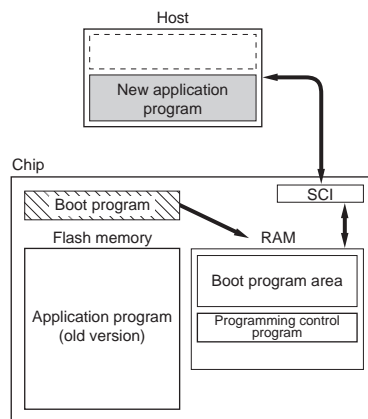 Host
New application
program
Chip
SCI
Boot program
Flash memory
RAM
Boot program area
Application program
(old version)
Programming control
program